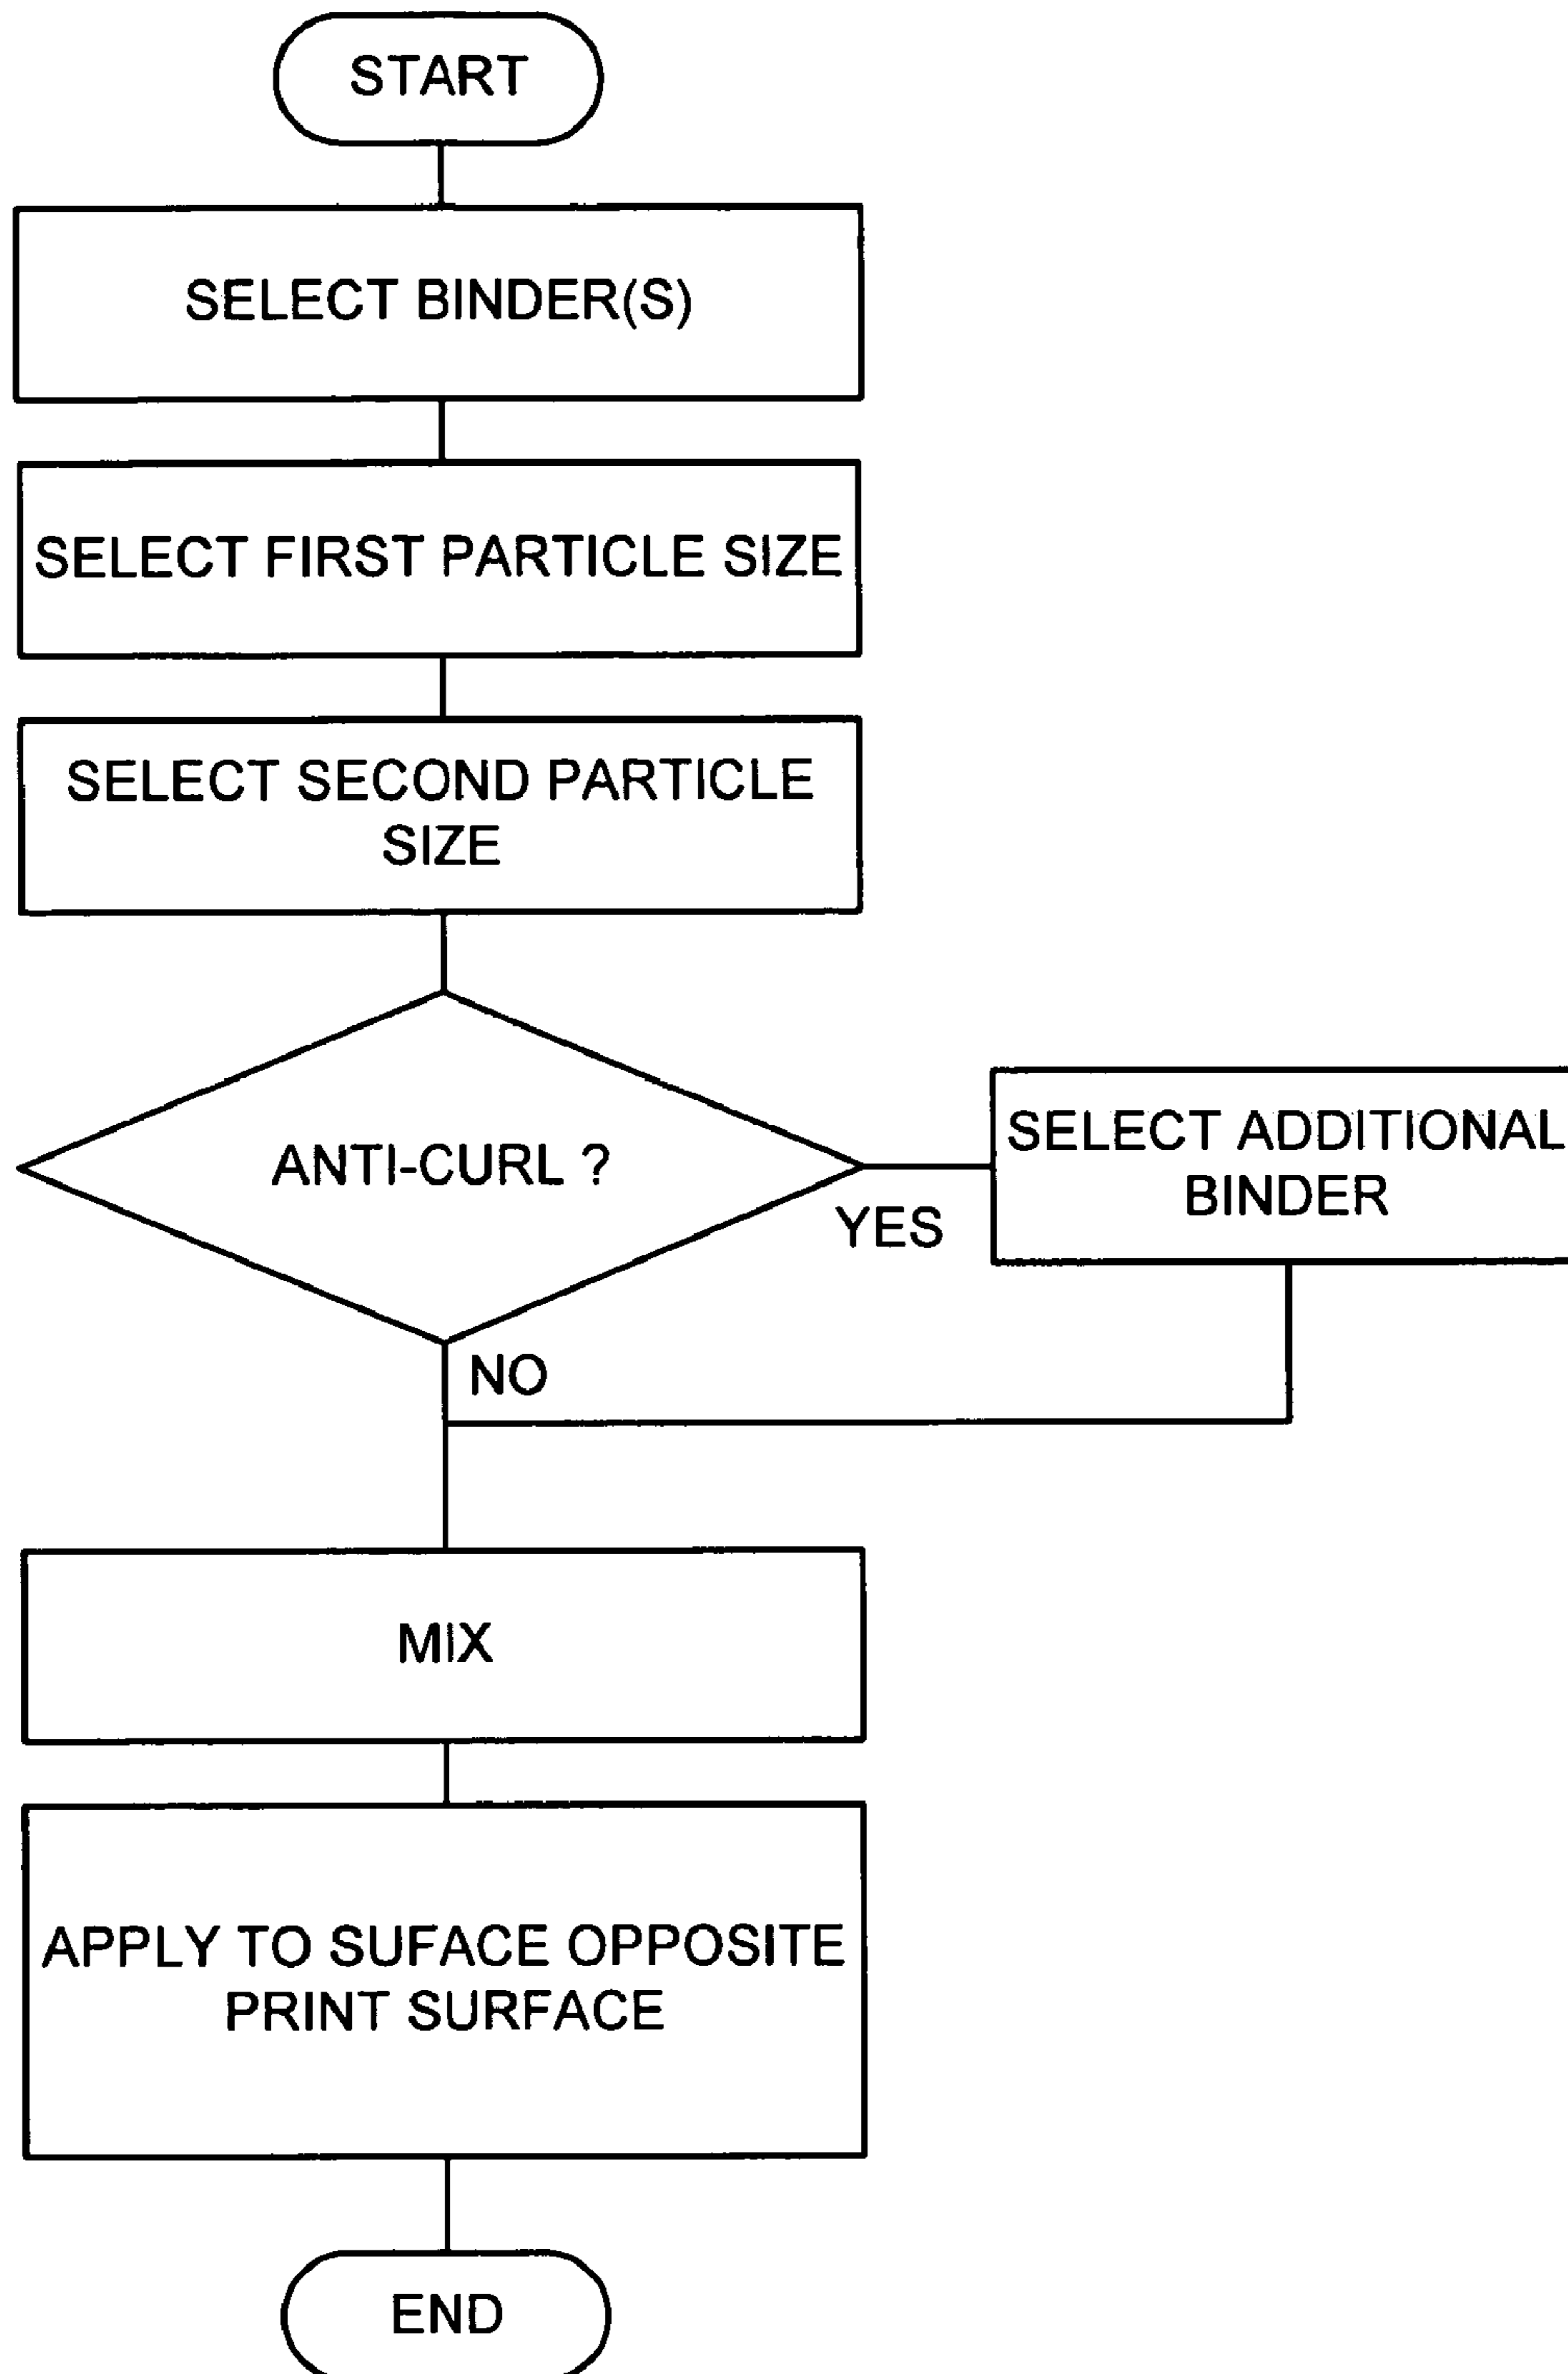 START
SELECT BINDER(S)
SELECT FIRST PARTICLE SIZE
SELECT SECOND PARTICLE
SIZE
ANTI-CURL ?
YES
SELECT ADDITIONAL
BINDER
NO
MIX
APPLY TO SUFACE OPPOSITE
PRINT SURFACE
END